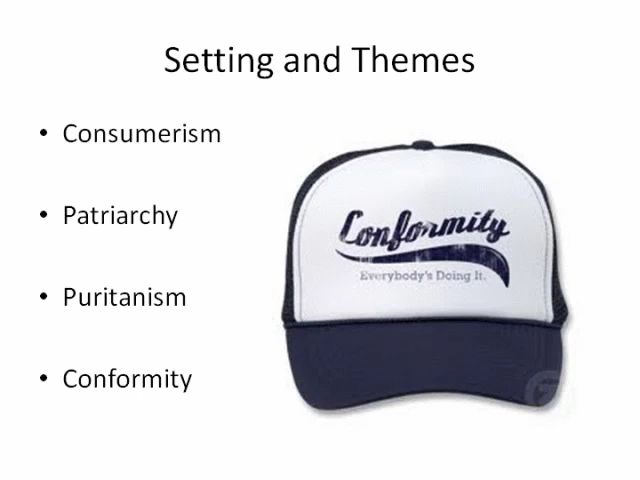 Setting and Themes
• Consumerism
• Patriarchy
• Puritanism
• Conformity
Conformity
Everybody's Doing It.